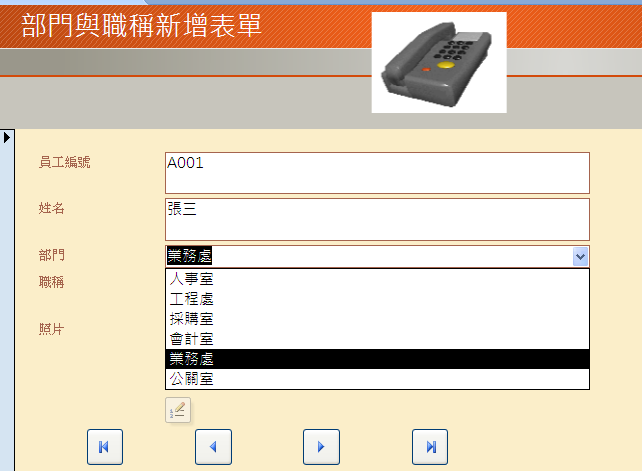 部門與職稱新增表單
員工編號
A001
姓名
張三
部門
業務處
職稱
人事室
工程處
採購室
會計室
業務處
公關室
照片